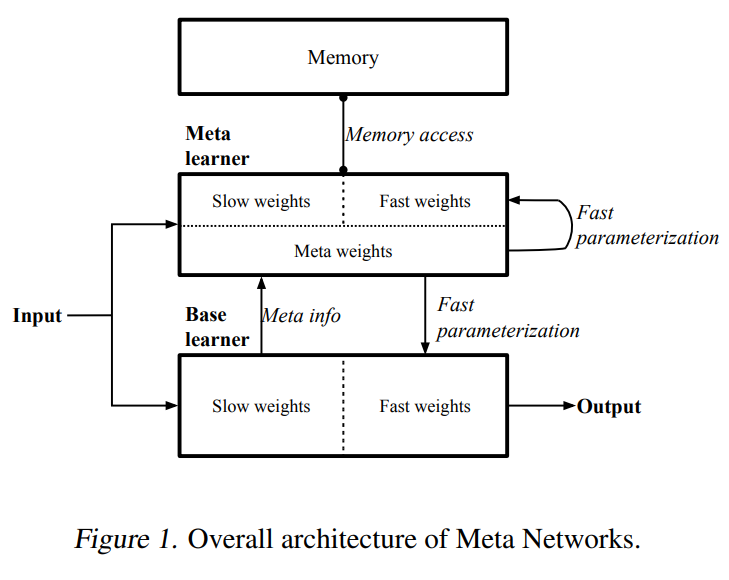 Memory
Memory access
Meta
learner
Slow weights
Fast weights
Fast
parameterization
Meta weights
Input
Base
learner
Meta info
Fast
parameterization
Slow weights
Fast weights
Output
Figure 1. Overall architecture of Meta Networks.